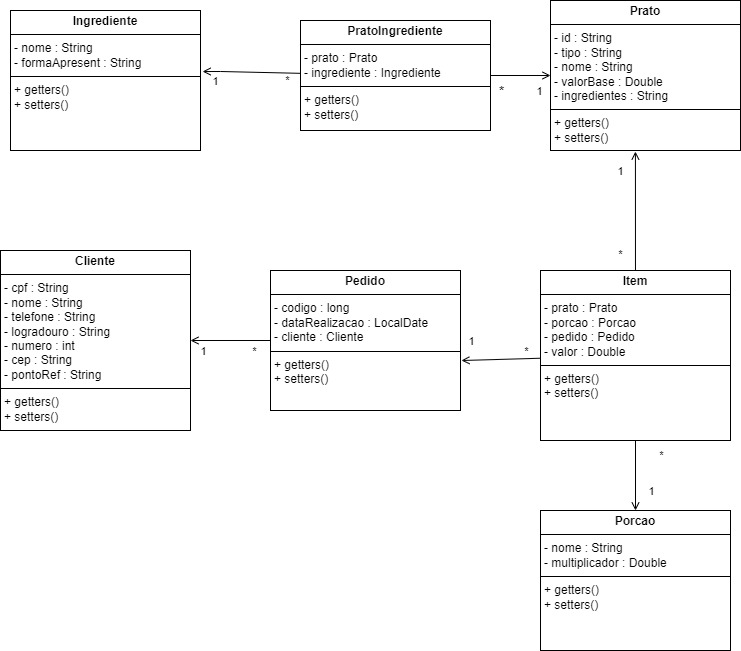 Ingrediente
- nome : String
- formaApresent : String
+ getters()
+ setters()
1
*
PratoIngrediente
- prato : Prato
- ingrediente : Ingrediente
+ getters()
+ setters()
*
1
Prato
- id : String
- tipo : String
- nome : String
- valorBase : Double
- ingredientes : String
+ getters()
+ setters()
1
*
Cliente
- cpf : String
- nome : String
- telefone : String
- logradouro : String
- numero : int
- cep : String
- pontoRef : String
+ getters()
+ setters()
1
*
Pedido
- codigo : long
- dataRealizacao : LocalDate
- cliente : Cliente
+ getters()
+ setters()
1
*
Item
- prato : Prato
- porcao : Porcao
- pedido : Pedido
- valor : Double
+ getters()
+ setters()
*
1
Porcao
- nome : String
- multiplicador : Double
+ getters()
+ setters()